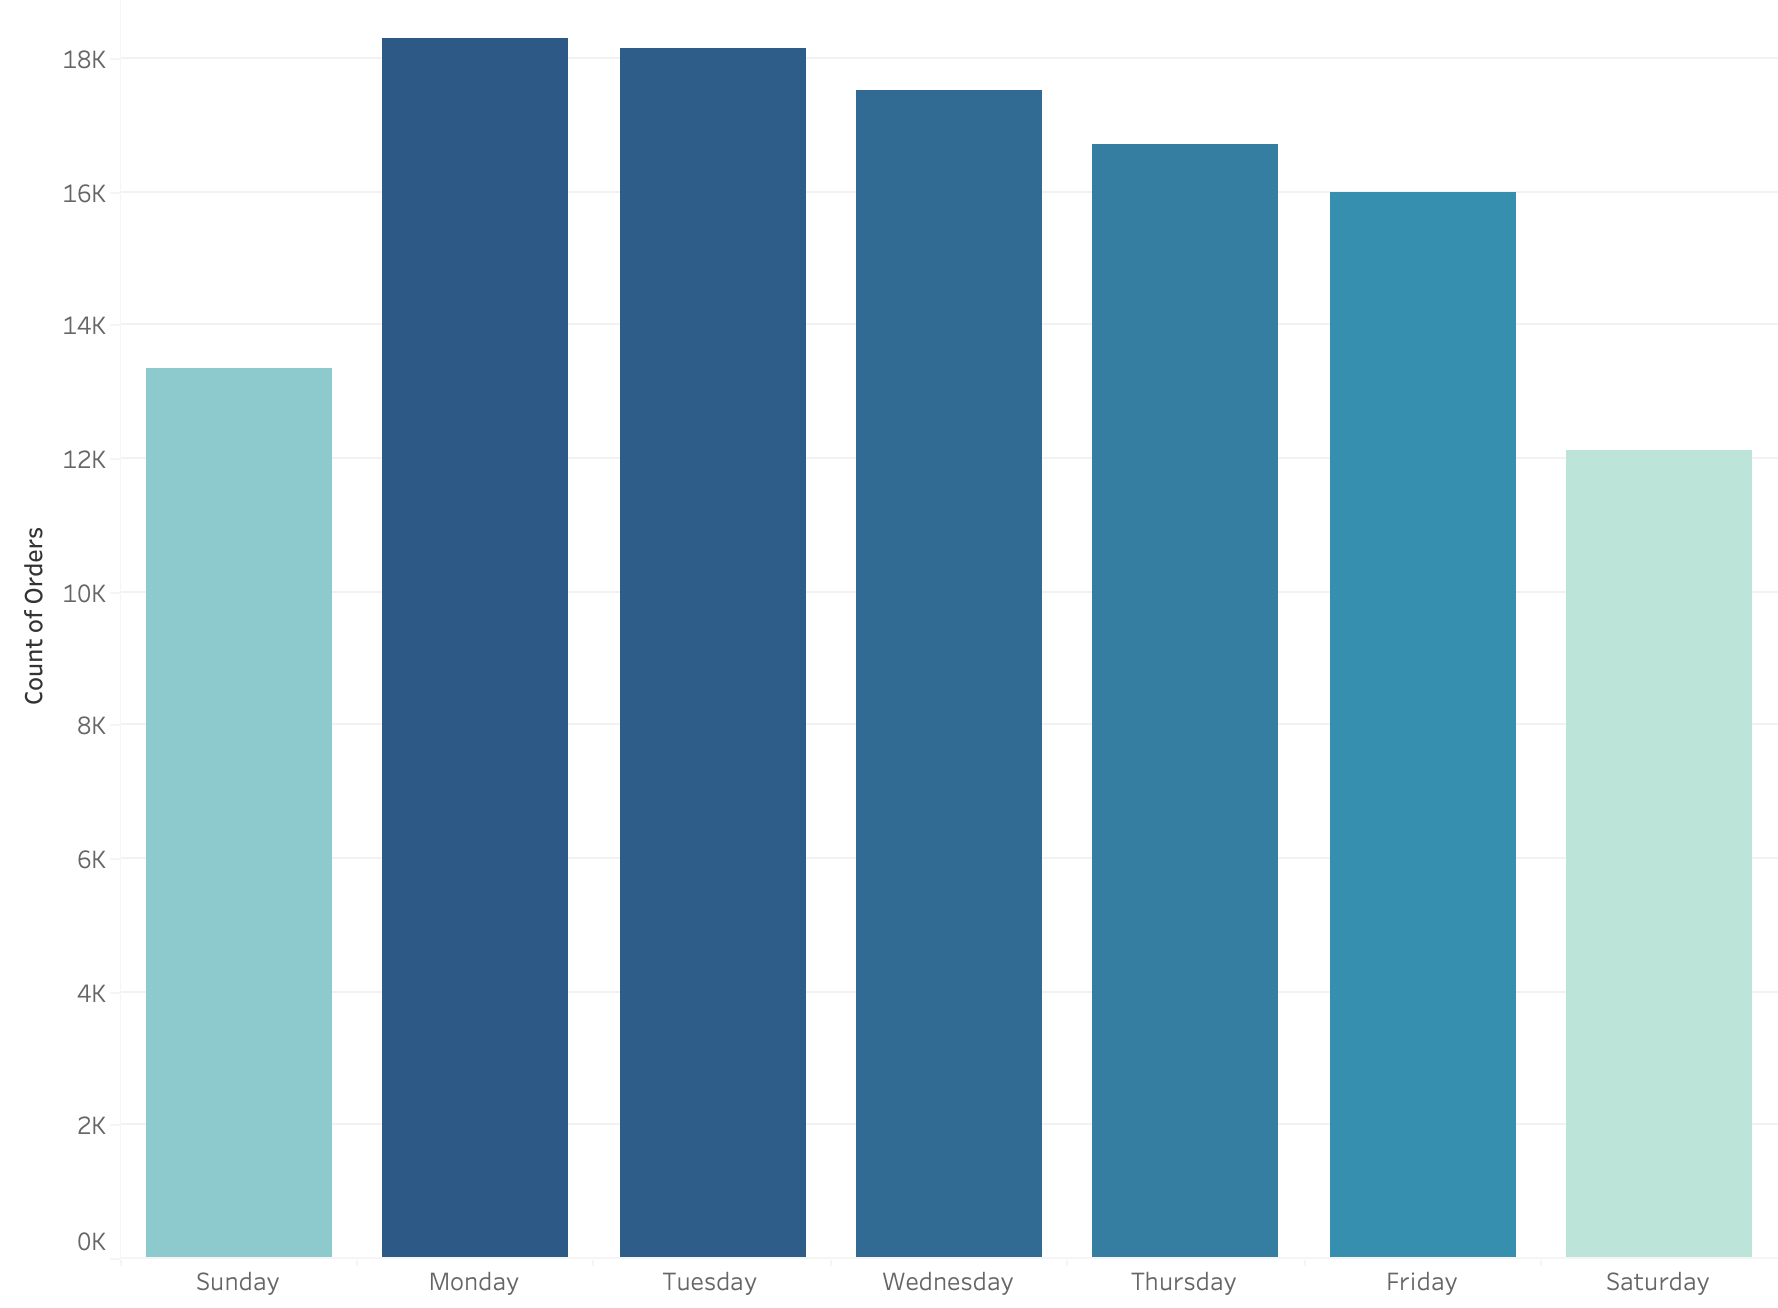 18K
16K
14K
12K
10K
8K
6K
4K
2K
0K
Count of Orders
Sunday Monday Tuesday Wednesday Thursday Friday Saturday